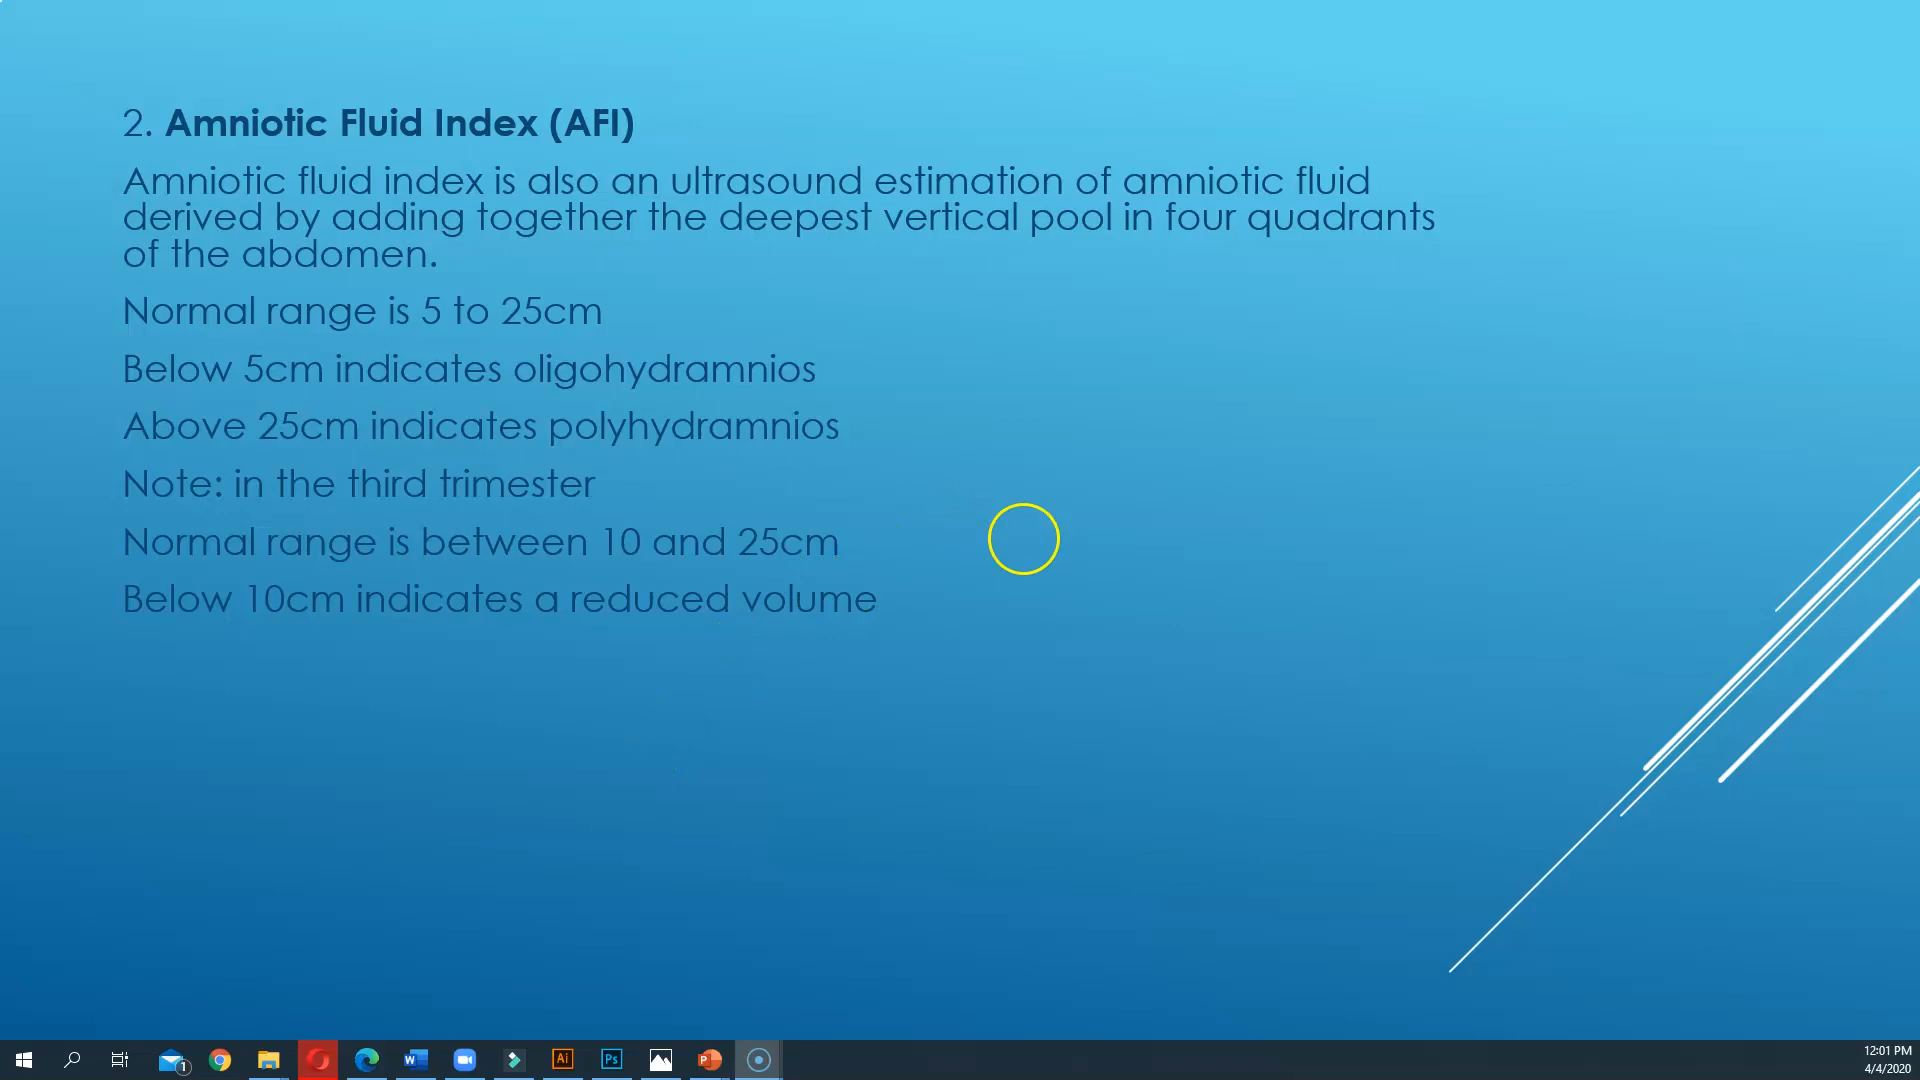 2. Amniotic Fluid Index (AFI)
Amniotic fluid index is also an ultrasound estimation of amniotic fluid
derived by adding together the deepest vertical pool in four quadrants
of the abdomen.
Normal range is 5 to 25cm
Below 5cm indicates oligohydramnios
Above 25cm indicates polyhydramnios
Note: in the third trimester
Normal range is between 10 and 25cm
Below 10cm indicates a reduced volume
1
W
Ai
Ps
P
12:01 PM
4/4/2020